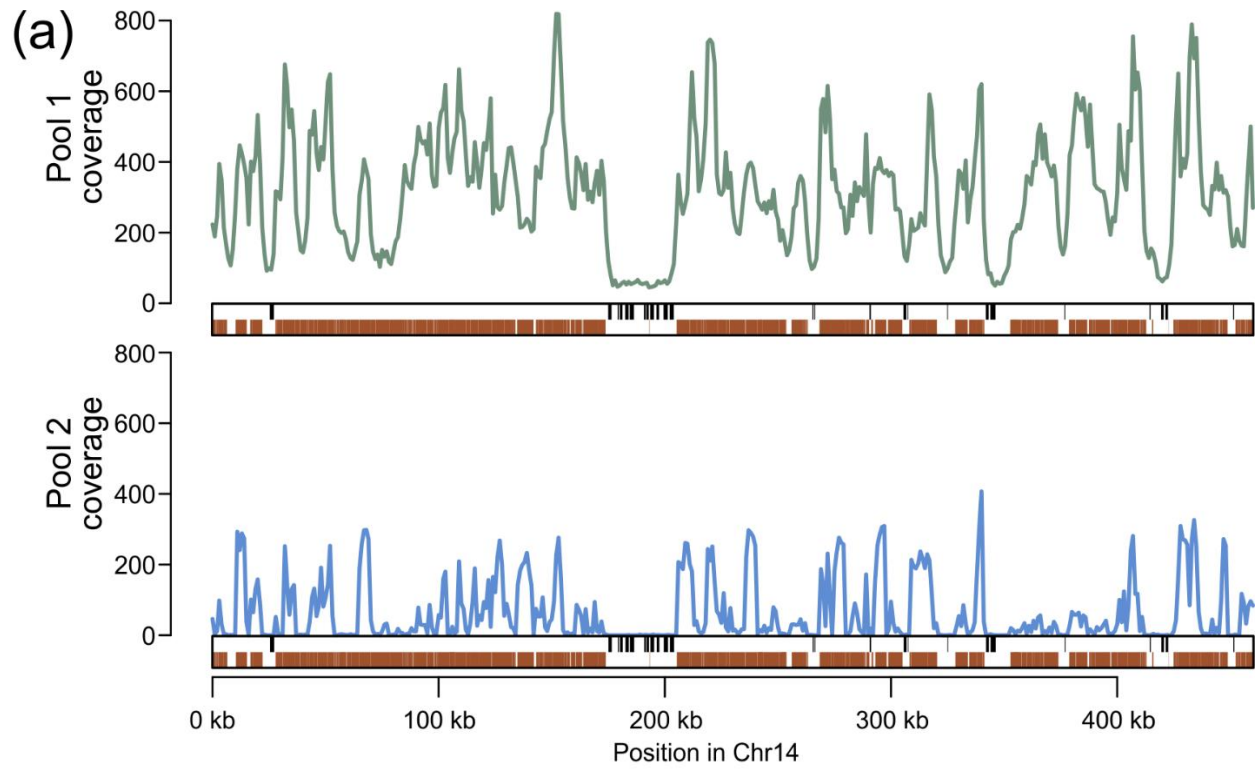 (a)
Pool 1
coverage
800
600
400
200
0
Pool 2
coverage
800
600
400
200
0
0 kb
100 kb
200 kb
300 kb
400 kb
Position in Chr14